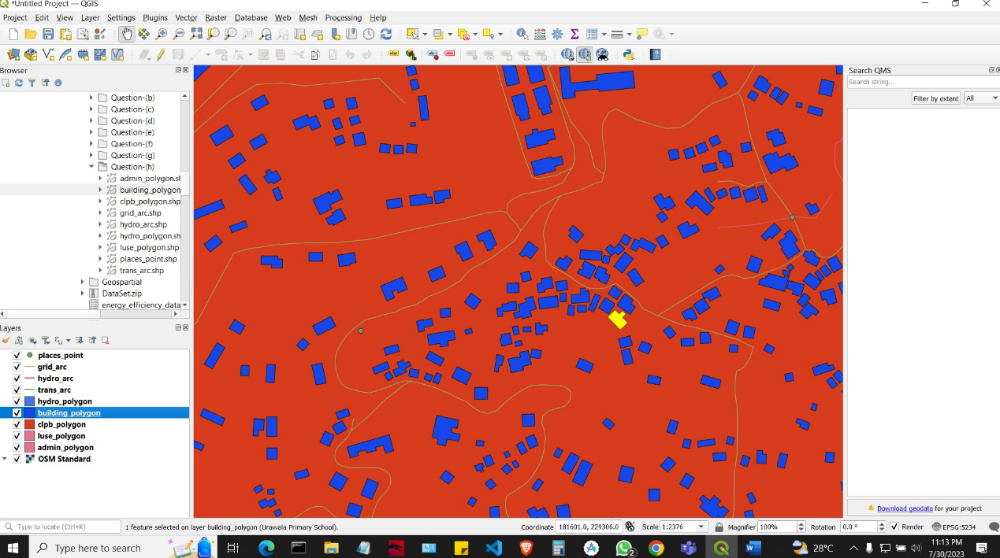 *Untitled Project — QGIS
Project Edit View Layer Settings Plugins Vector Raster Database Web Mesh Processing Help
Browser
Question-(b)
Question-(c)
Question-(d)
Question-(e)
Question-(f)
Question-(g)
Question-(h)
admin_polygon.sh
building_polygon
clpb_polygon.shp
grid_arc.shp
hydro_arc.shp
hydro_polygon.sh
luse_polygon.shp
places_point.shp
trans_arc.shp
Geospatial
DataSet.zip
energy_efficiency_data
Layers
places_point
grid_arc
hydro_arc
trans_arc
hydro_polygon
building_polygon
clpb_polygon
luse_polygon
admin_polygon
OSM Standard
Search QMS
Search string...
Filter by extent All
Download geodata for your project
Type to locate (Ctrl+K) 1 feature selected on layer building_polygon (Urawala Primary School). Coordinate 181601.0, 229306.0 Scale 1:2376 Magnifier 100% Rotation 0.0 ° Render EPSG:5234
Type here to search 2 28°C 11:13 PM
7/30/2023